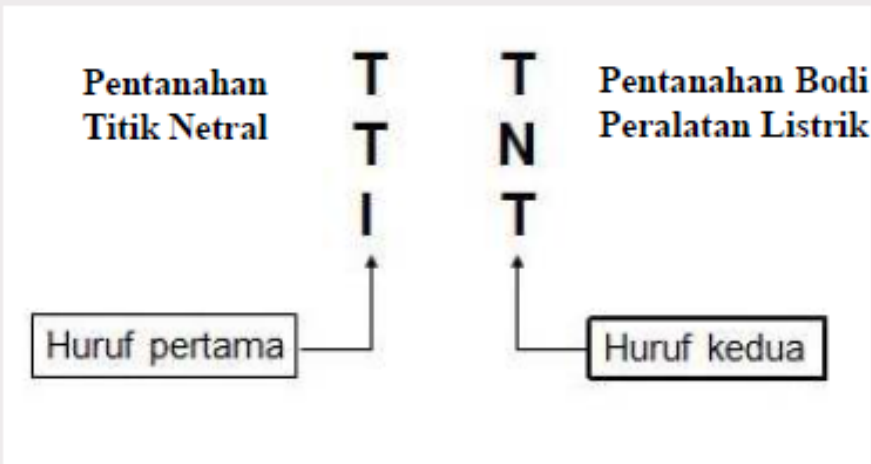 Pentanahan
Titik Netral
T T
T N
I T
Pentanahan Bodi
Peralatan Listrik
Huruf pertama
Huruf kedua